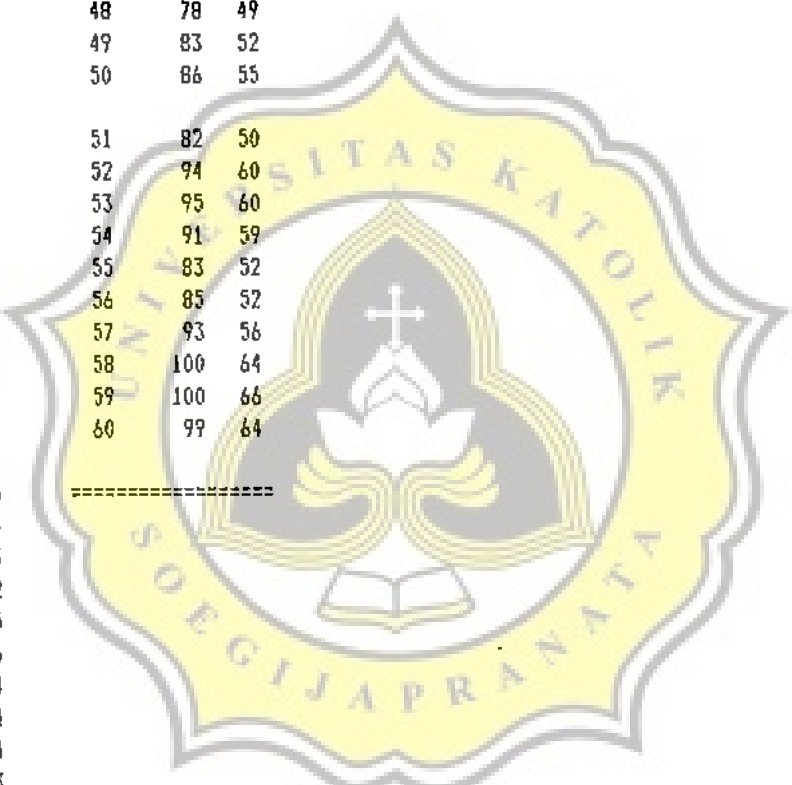 48 78 49
49 83 52
50 86 55
51 82 50
52 94 60
53 95 60
54 91 59
55 83 52
56 85 52
57 93 56
58 100 64
59 100 66
60 99 64
====================
UNIVERSITAS KATOLIK
SOEGIJAPRANATA